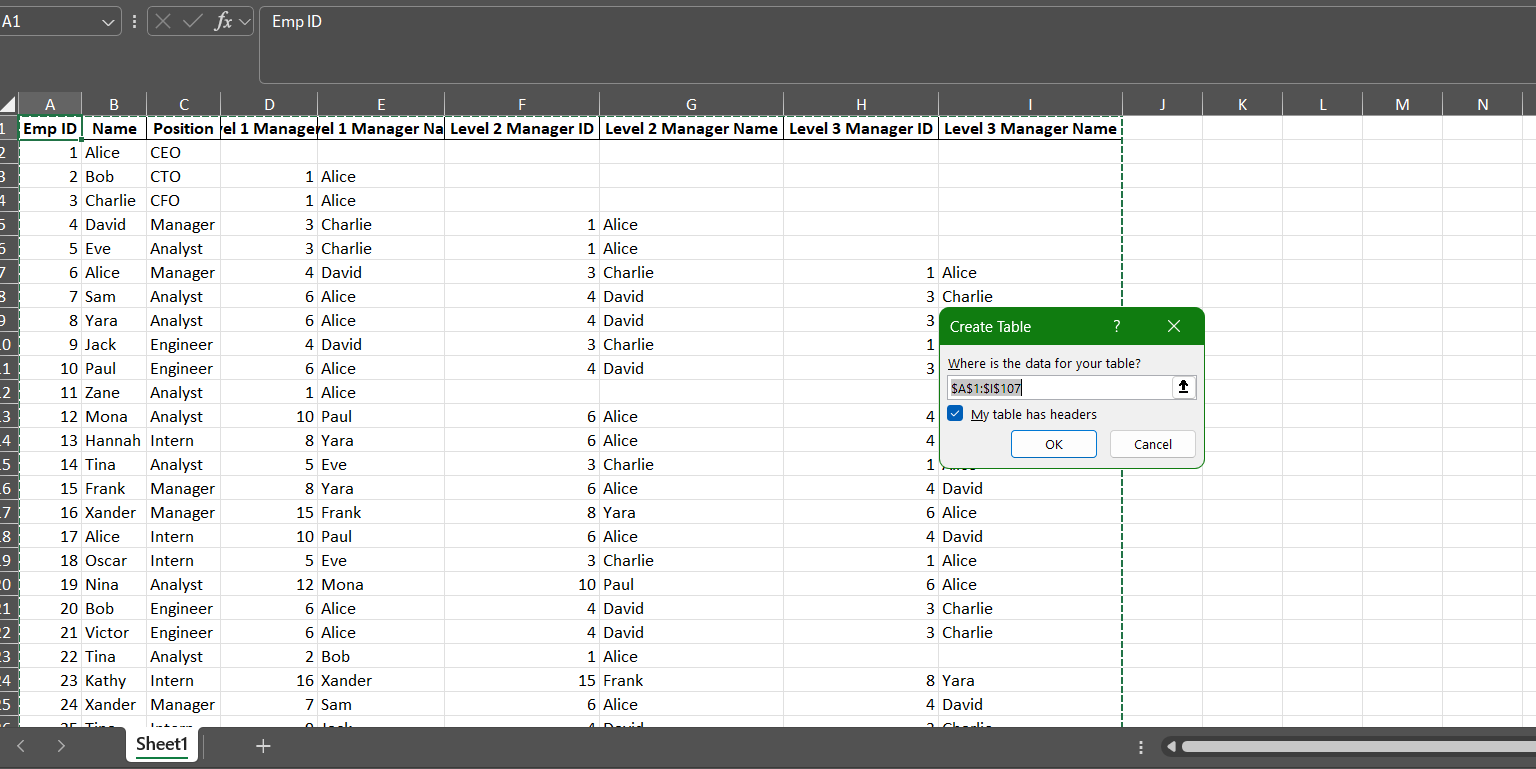 A1 fx Emp ID
A B C D E F G H I J K L M N
1 Emp ID Name Position vel 1 Manage vel 1 Manager Na Level 2 Manager ID Level 2 Manager Name Level 3 Manager ID Level 3 Manager Name
2 1 Alice CEO
3 2 Bob CTO 1 Alice
4 3 Charlie CFO 1 Alice
5 4 David Manager 3 Charlie 1 Alice
6 5 Eve Analyst 3 Charlie 1 Alice
7 6 Alice Manager 4 David 3 Charlie 1 Alice
8 7 Sam Analyst 6 Alice 4 David 3 Charlie
9 8 Yara Analyst 6 Alice 4 David 3
0 9 Jack Engineer 4 David 3 Charlie 1
11 10 Paul Engineer 6 Alice 4 David 3
12 11 Zane Analyst 1 Alice
13 12 Mona Analyst 10 Paul 6 Alice 4
14 13 Hannah Intern 8 Yara 6 Alice 4
15 14 Tina Analyst 5 Eve 3 Charlie 1
16 15 Frank Manager 8 Yara 6 Alice 4 David
17 16 Xander Manager 15 Frank 8 Yara 6 Alice
18 17 Alice Intern 10 Paul 6 Alice 4 David
19 18 Oscar Intern 5 Eve 3 Charlie 1 Alice
20 19 Nina Analyst 12 Mona 10 Paul 6 Alice
21 20 Bob Engineer 6 Alice 4 David 3 Charlie
22 21 Victor Engineer 6 Alice 4 David 3 Charlie
23 22 Tina Analyst 2 Bob 1 Alice
24 23 Kathy Intern 16 Xander 15 Frank 8 Yara
25 24 Xander Manager 7 Sam 6 Alice 4 David
Create Table ?
Where is the data for your table?
$A$1:$I$107
My table has headers
OK Cancel
Sheet1